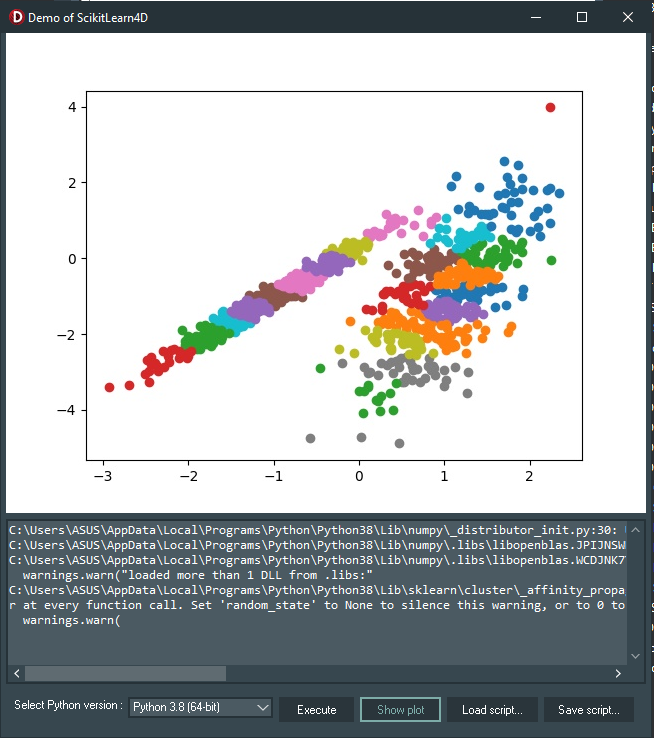 Demo of ScikitLearn4D
4
2
0
−2
−4
−3
−2
−1
0
1
2
C:\Users\ASUS\AppData\Local\Programs\Python\Python38\Lib\numpy\_distributor_init.py:30:
C:\Users\ASUS\AppData\Local\Programs\Python\Python38\Lib\numpy\.libs\libopenblas.JPIJNSW
C:\Users\ASUS\AppData\Local\Programs\Python\Python38\Lib\numpy\.libs\libopenblas.WCDJNK7
warnings.warn("loaded more than 1 DLL from .libs:"
C:\Users\ASUS\AppData\Local\Programs\Python\Python38\Lib\sklearn\cluster\_affinity_propa
r at every function call. Set 'random_state' to None to silence this warning, or to 0 to
warnings.warn(
Select Python version : Python 3.8 (64-bit) Execute Show plot Load script... Save script...